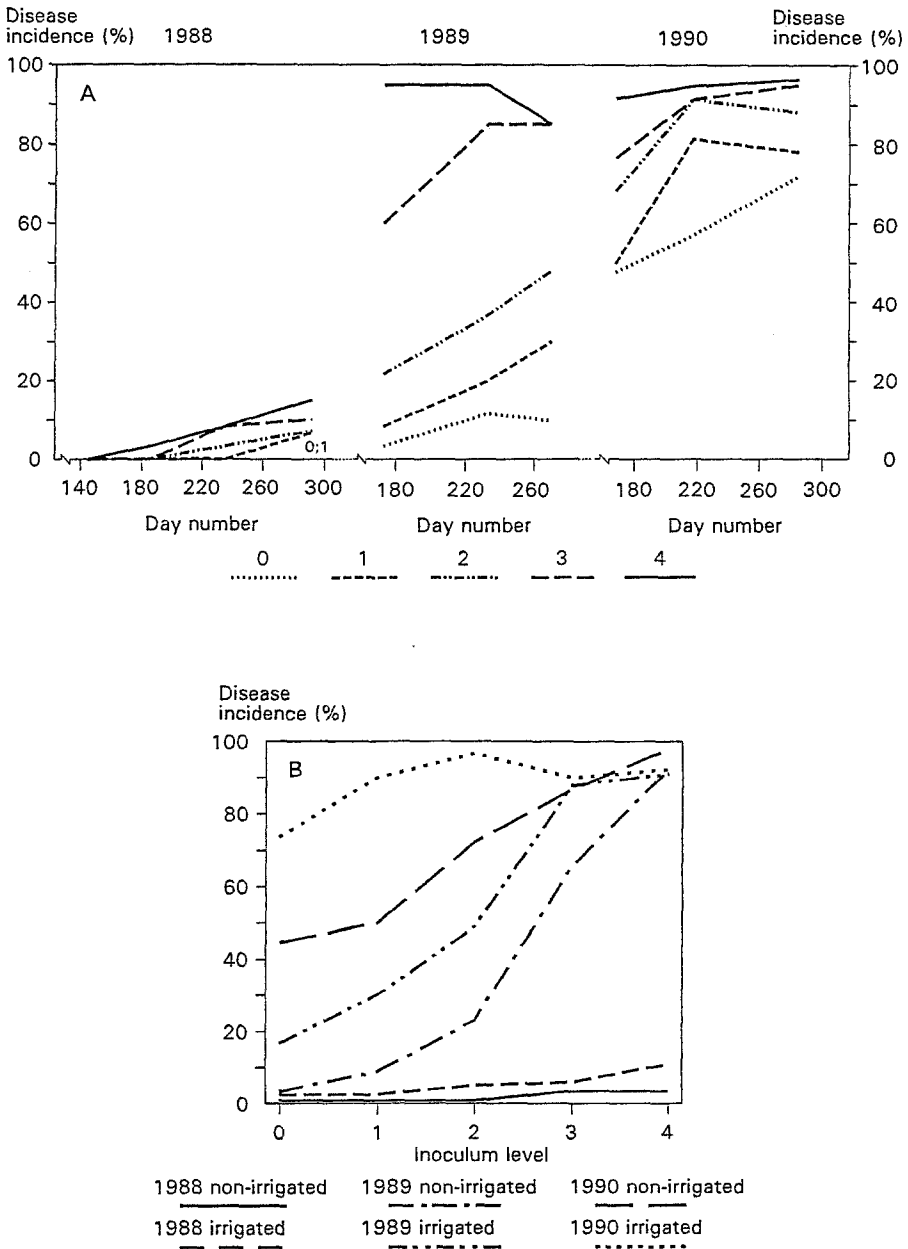 Disease
incidence (%)
1988
1989
1990
Disease
incidence (%)
A
100
80
60
40
20
0
100
80
60
40
20
0
0;1
140 180 220 260 300
180 220 260
180 220 260 300
Day number
Day number
Day number
0 1 2 3 4
Disease
incidence (%)
B
100
80
60
40
20
0
0 1 2 3 4
Inoculum level
1988 non-irrigated 1989 non-irrigated 1990 non-irrigated
1988 irrigated 1989 irrigated 1990 irrigated